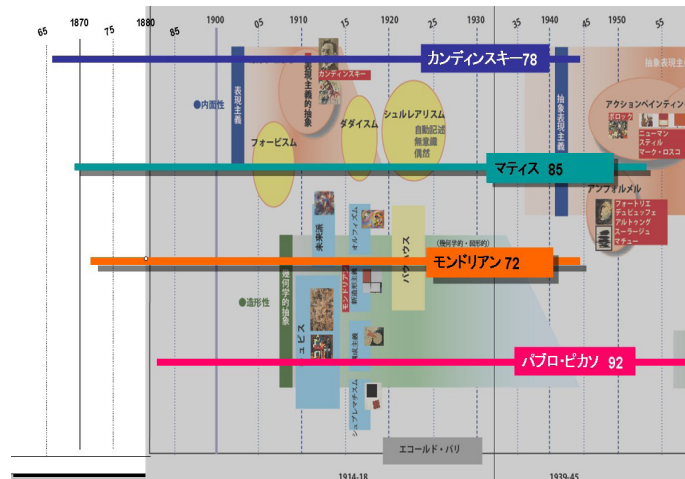 65
1870
75
1880
85
1900
05
1910
15
1920
25
1930
35
1940
45
1950
55
カンディンスキー78
カンディンスキー
表現主義
表現主義的抽象
抽象表現主義
抽象表現主
●内面性
フォービスム
ダダイスム
シュルレアリスム
自動記述
無意識
偶然
アクションペインティン
ポロック
ニューマン
スティル
マーク・ロスコ
マティス 85
アンフォルメル
フォートリエ
デュビュッフェ
アルトゥング
スーラージュ
マチュー
未来派
オルフィズム
バウハウス
(幾何学的・図形的)
モンドリアン 72
幾何学的抽象
●造形性
モンドリアン
新造形主義
キュビス
構成主義
シュプレマチスム
パブロ・ピカソ 92
エコールド・パリ
1914-18
1939-45